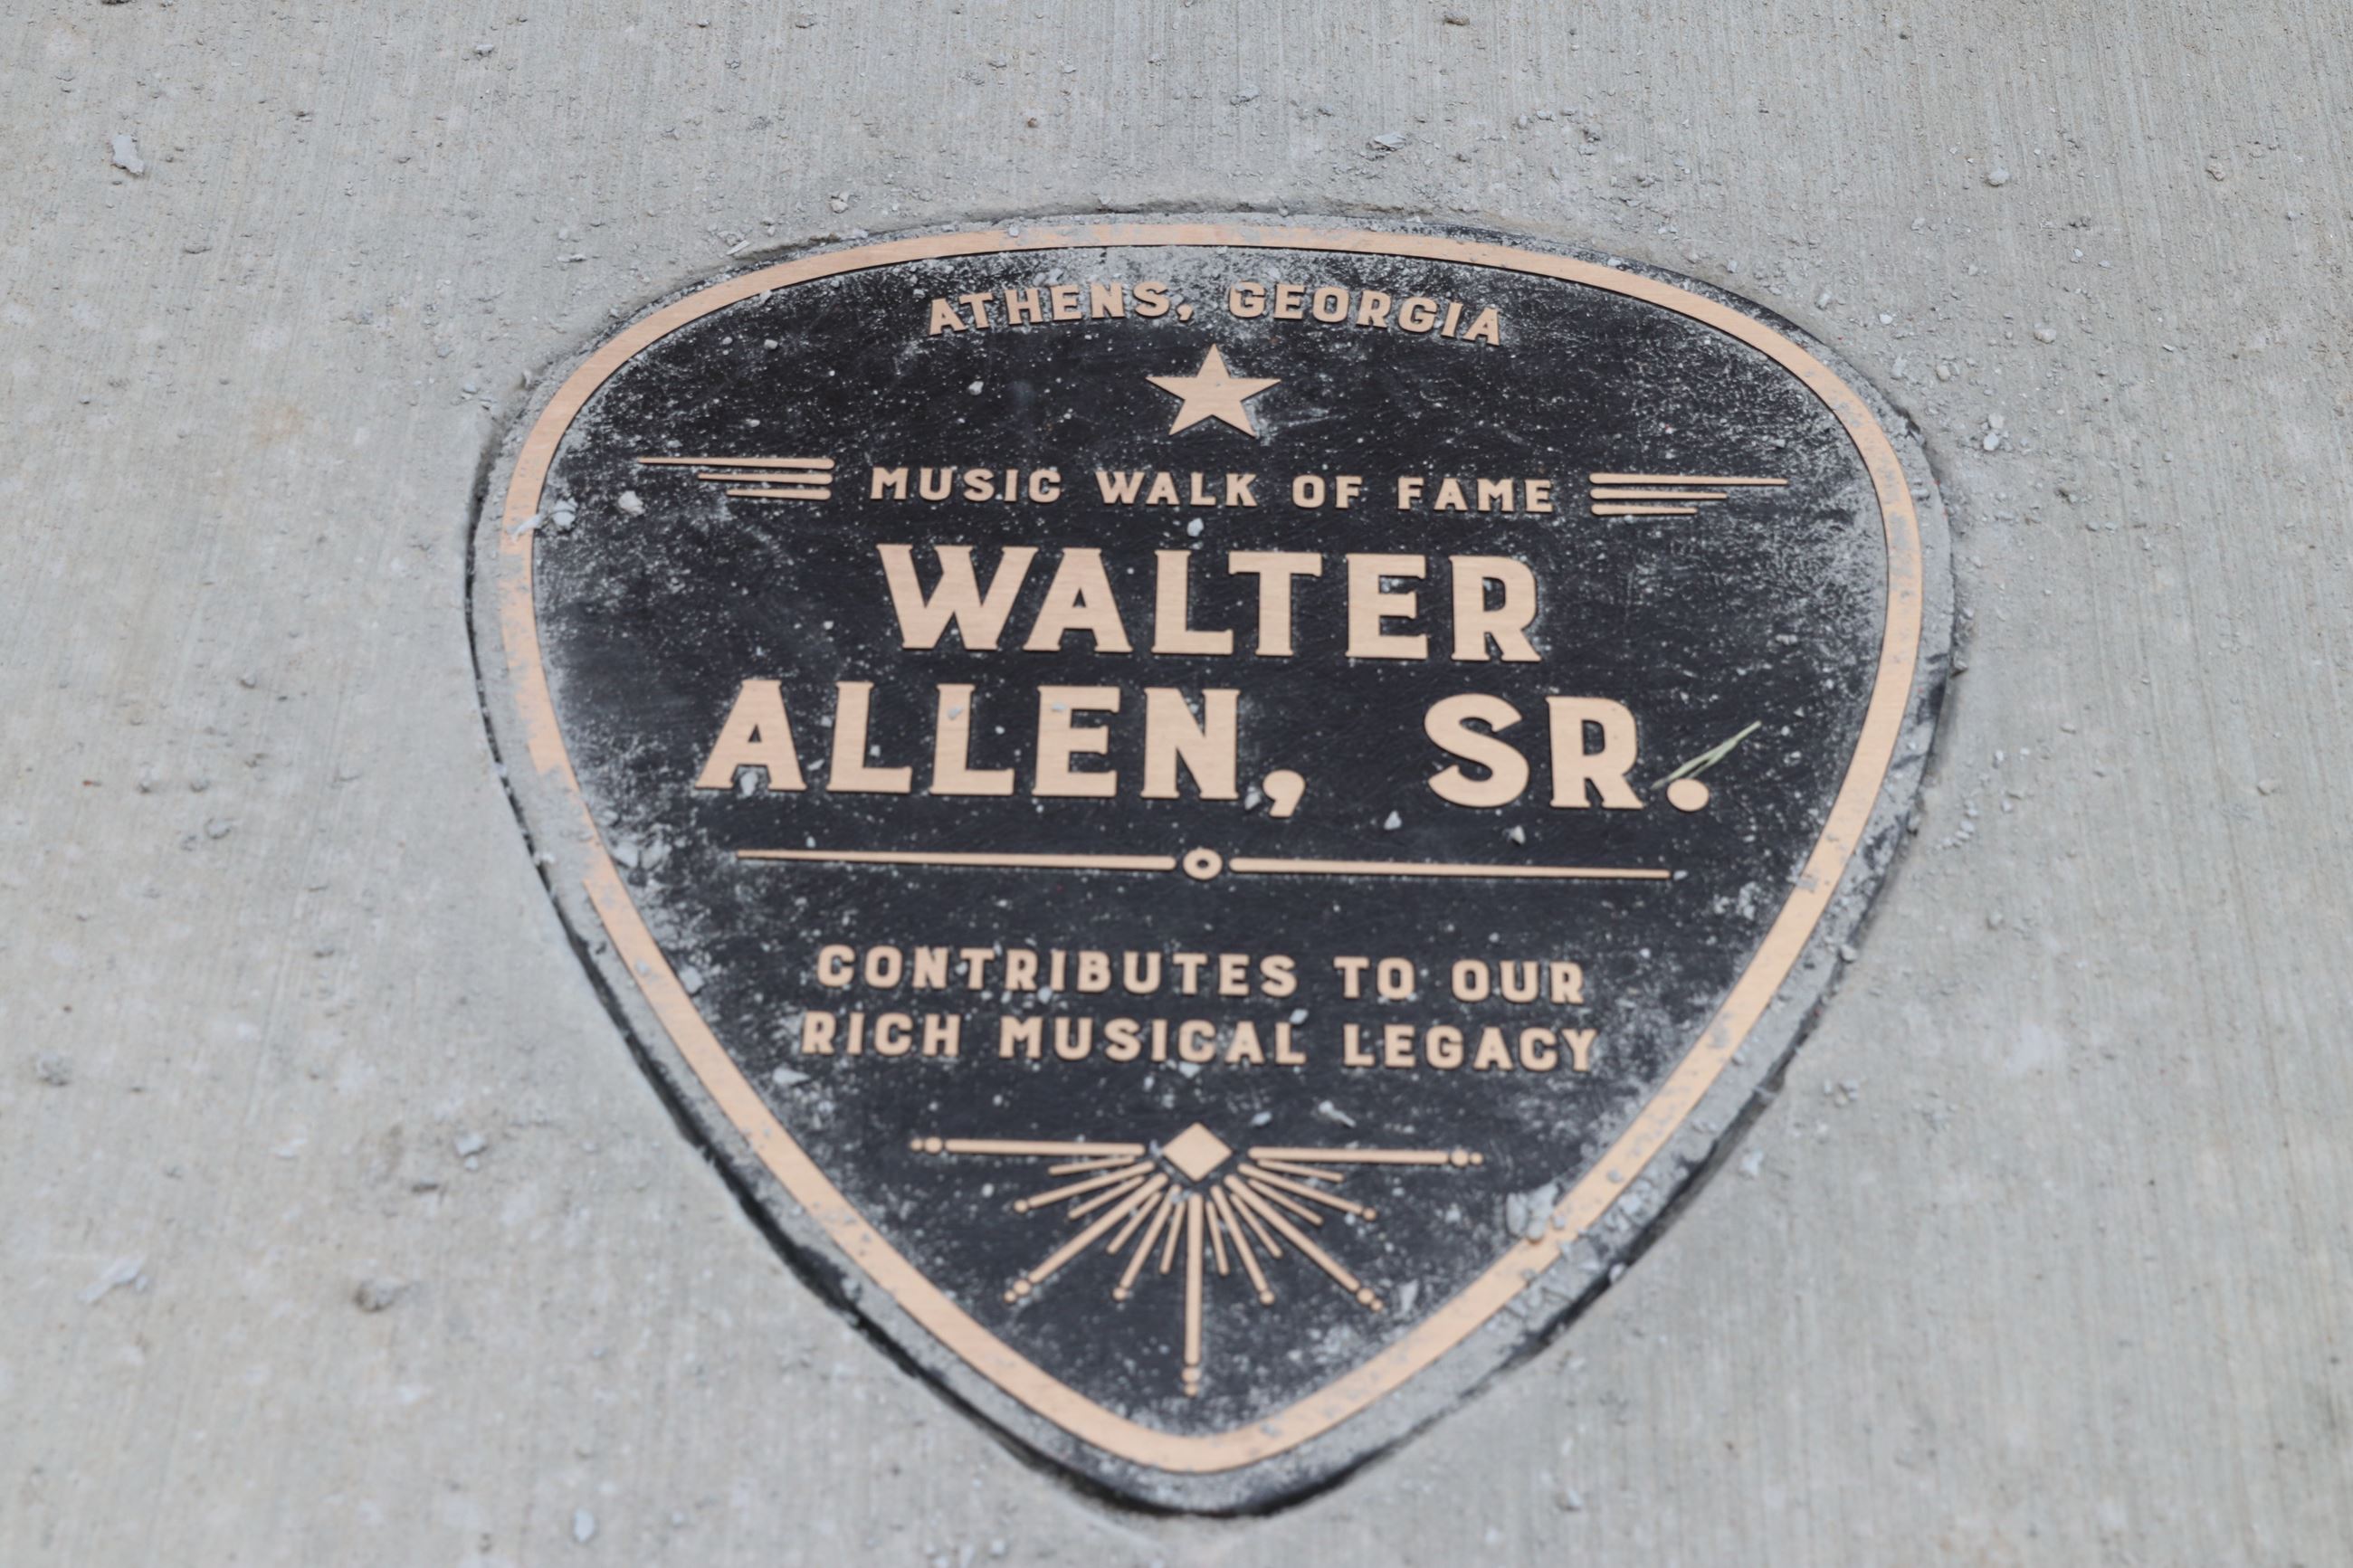 ATHENS, GEORGIA
MUSIC WALK OF FAME
WALTER
ALLEN, SR.
CONTRIBUTES TO OUR
RICH MUSICAL LEGACY